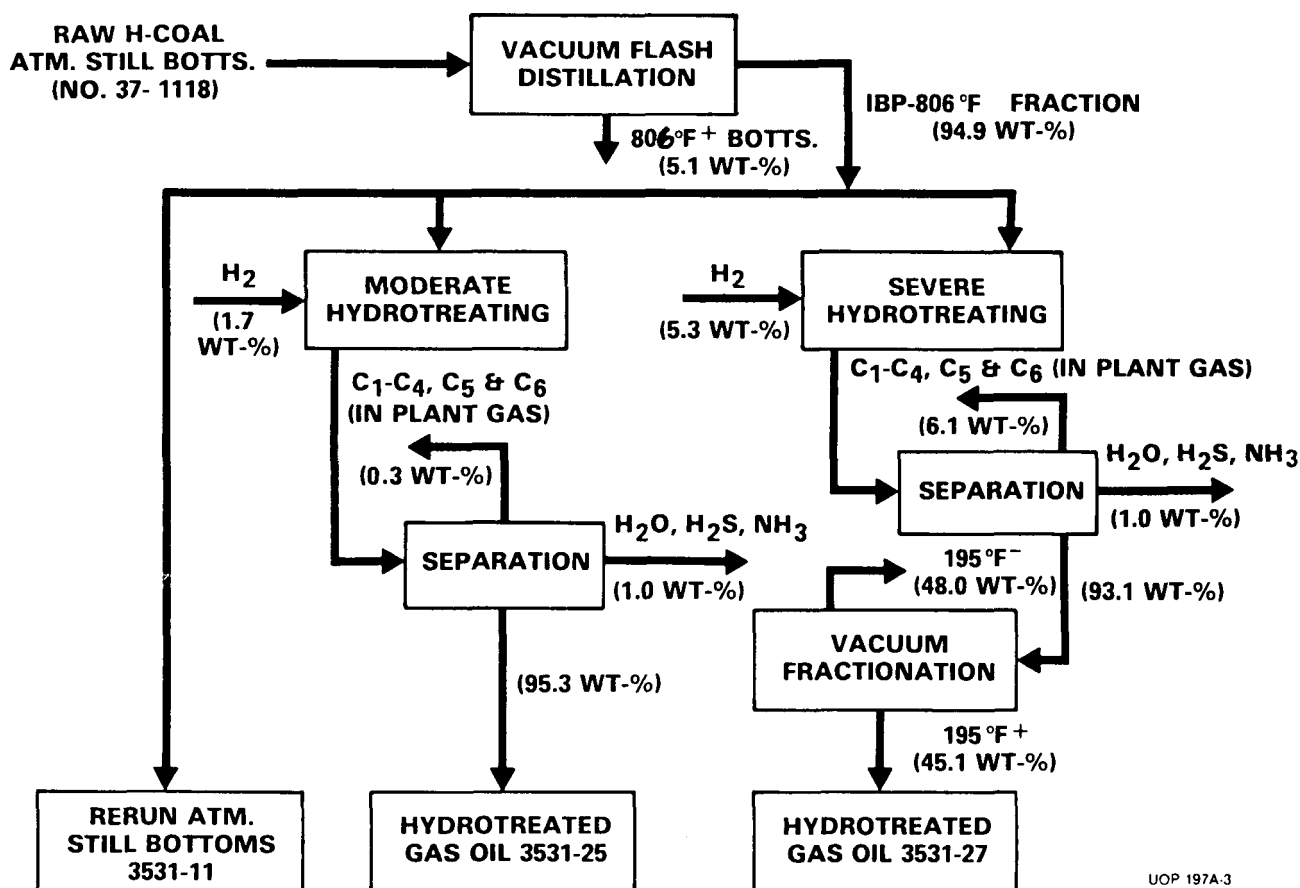 RAW H-COAL
ATM. STILL BOTTS.
(NO. 37- 1118)
VACUUM FLASH
DISTILLATION
IBP-806°F FRACTION
(94.9 WT-%)
806°F+ BOTTS.
(5.1 WT-%)
H2
(1.7
WT-%)
MODERATE
HYDROTREATING
H2
(5.3 WT-%)
SEVERE
HYDROTREATING
C1-C4, C5 & C6
(IN PLANT GAS)
(0.3 WT-%)
C1-C4, C5 & C6 (IN PLANT GAS)
(6.1 WT-%)
SEPARATION
H2O, H2S, NH3
(1.0 WT-%)
SEPARATION
H2O, H2S, NH3
(1.0 WT-%)
195°F-
(48.0 WT-%)
(93.1 WT-%)
VACUUM
FRACTIONATION
(95.3 WT-%)
195°F+
(45.1 WT-%)
RERUN ATM.
STILL BOTTOMS
3531-11
HYDROTREATED
GAS OIL 3531-25
HYDROTREATED
GAS OIL 3531-27
UOP 197A-3